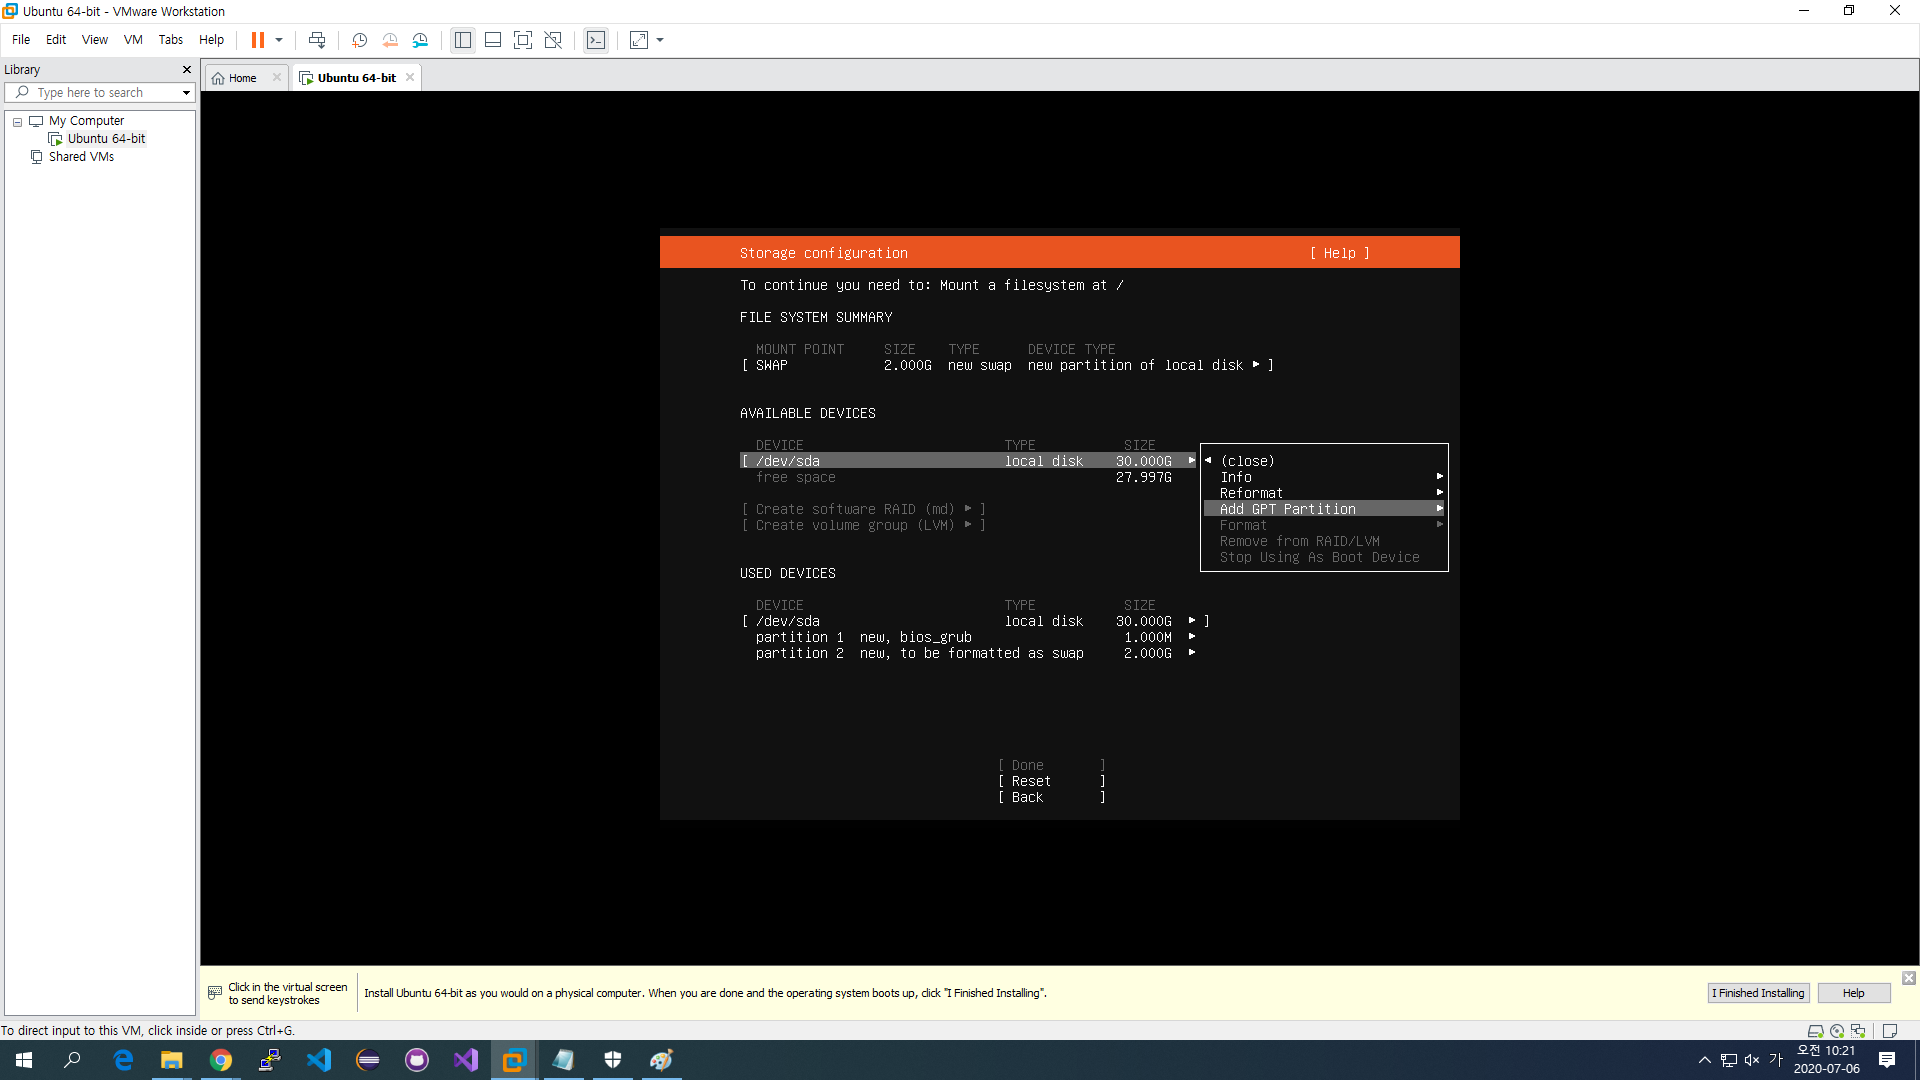 Ubuntu 64-bit - VMware Workstation
File Edit View VM Tabs Help
Library
Home
Ubuntu 64-bit
Type here to search
My Computer
Ubuntu 64-bit
Shared VMs
Storage configuration [ Help ]
To continue you need to: Mount a filesystem at /
FILE SYSTEM SUMMARY
MOUNT POINT SIZE TYPE DEVICE TYPE
[ SWAP 2.000G new swap new partition of local disk ▸ ]
AVAILABLE DEVICES
DEVICE TYPE SIZE
[ /dev/sda local disk 30.000G ▸
free space 27.997G
[ Create software RAID (md) ▸ ]
[ Create volume group (LVM) ▸ ]
◂ (close)
Info ▸
Reformat ▸
Add GPT Partition ▸
Format ▸
Remove from RAID/LVM
Stop Using As Boot Device
USED DEVICES
DEVICE TYPE SIZE
[ /dev/sda local disk 30.000G ▸ ]
partition 1 new, bios_grub 1.000M ▸
partition 2 new, to be formatted as swap 2.000G ▸
[ Done ]
[ Reset ]
[ Back ]
Click in the virtual screen
to send keystrokes
Install Ubuntu 64-bit as you would on a physical computer. When you are done and the operating system boots up, click "I Finished Installing".
I Finished Installing
Help
To direct input to this VM, click inside or press Ctrl+G.
가
오전 10:21
2020-07-06